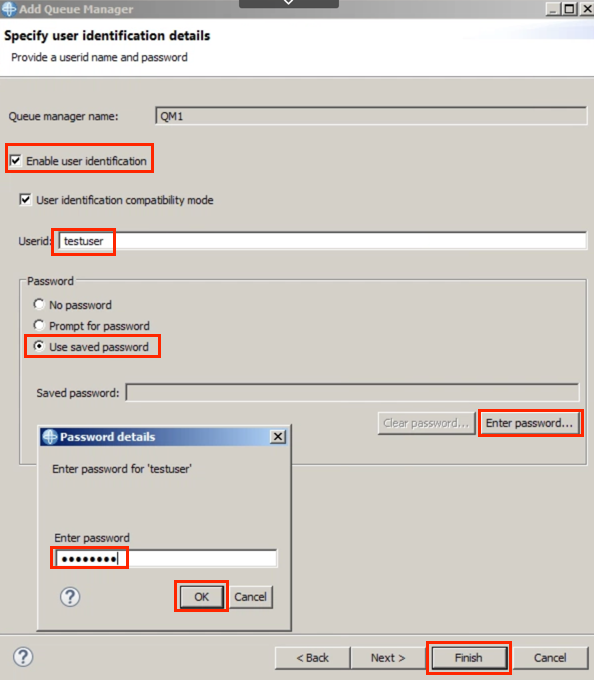 Add Queue Manager
Specify user identification details
Provide a userid name and password
Queue manager name: QM1
Enable user identification
User identification compatibility mode
Userid: testuser
Password
No password
Prompt for password
Use saved password
Saved password:
Clear password... Enter password...
Password details
Enter password for 'testuser'
Enter password
●●●●●●●●
? OK Cancel
? < Back Next > Finish Cancel